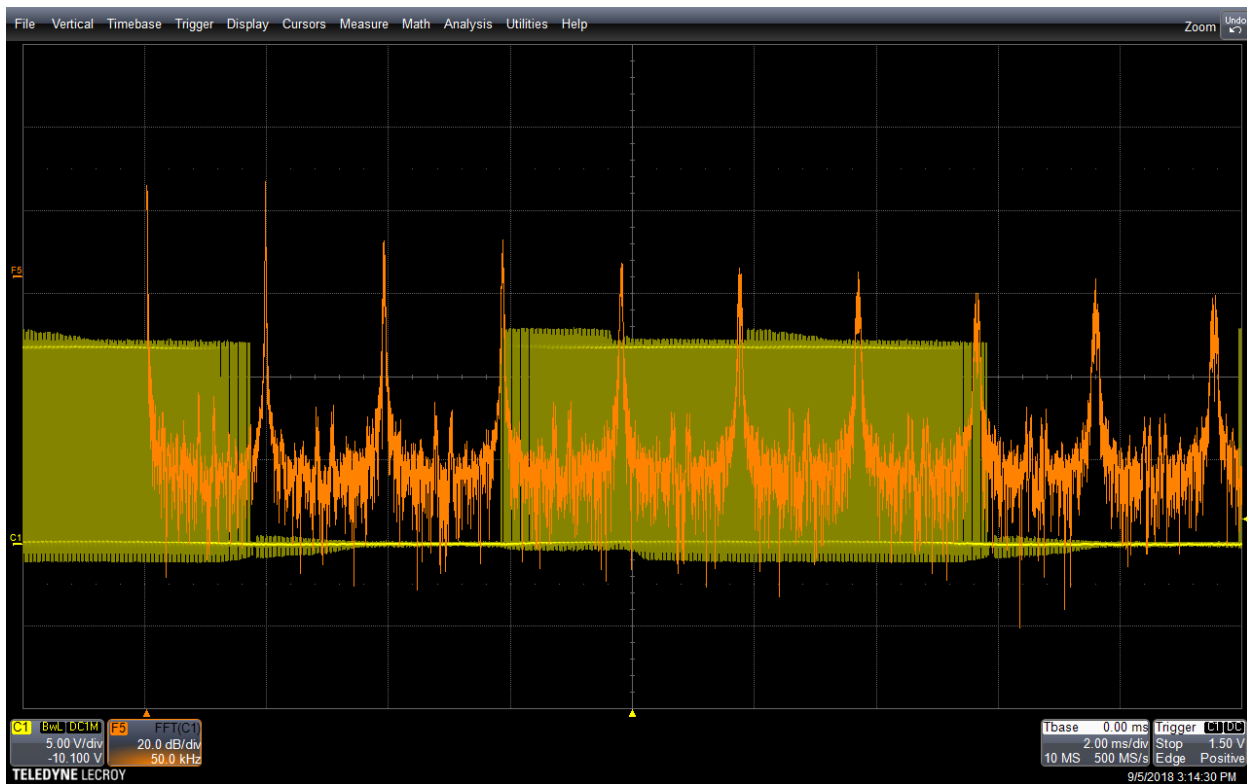 File Vertical Timebase Trigger Display Cursors Measure Math Analysis Utilities Help
Zoom Undo
F5
C1
C1 BwL DC1M
5.00 V/div
-10.100 V
F5 FFT(C1)
20.0 dB/div
50.0 kHz
Tbase 0.00 ms
2.00 ms/div
10 MS 500 MS/s
Trigger C1 DC
Stop 1.50 V
Edge Positive
TELEDYNE LECROY
9/5/2018 3:14:30 PM